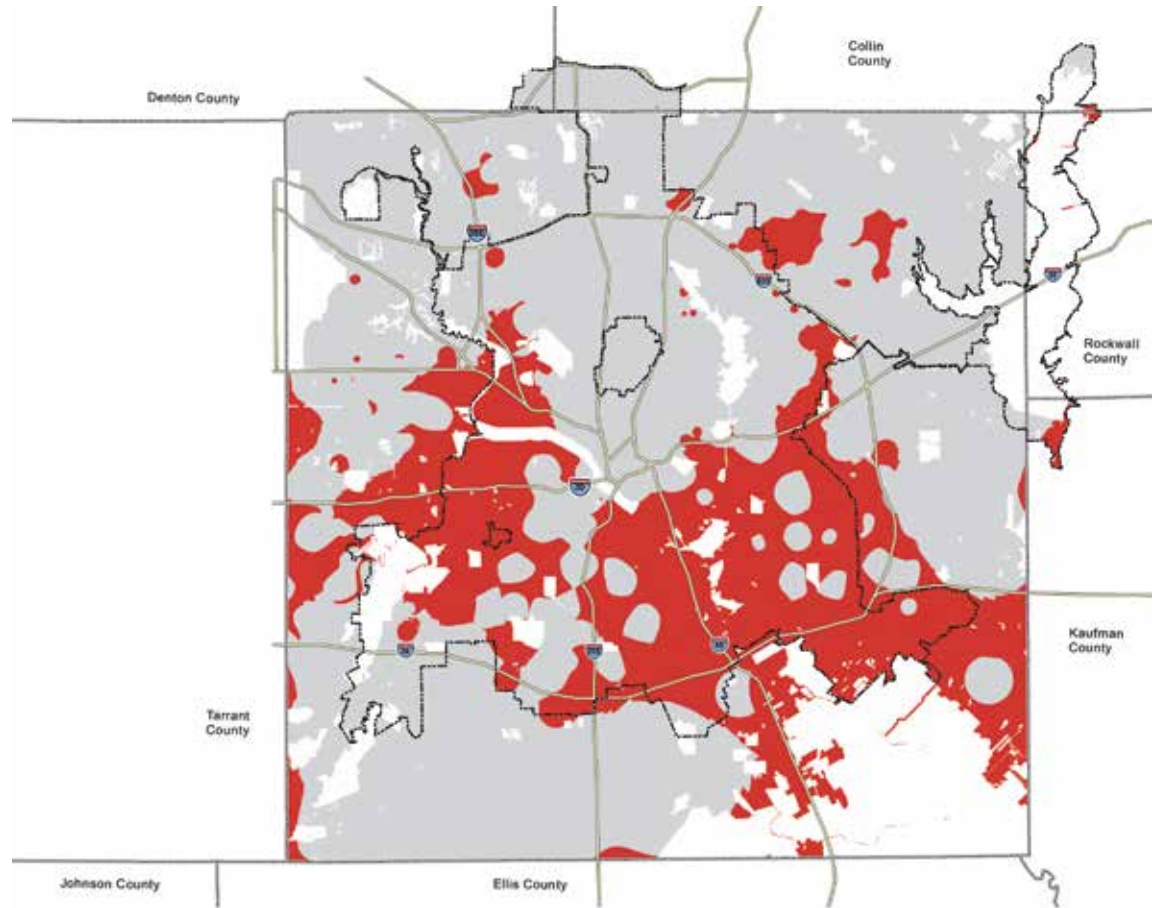 Collin
County
Denton County
Rockwall
County
Kaufman
County
Tarrant
County
Johnson County
Ellis County